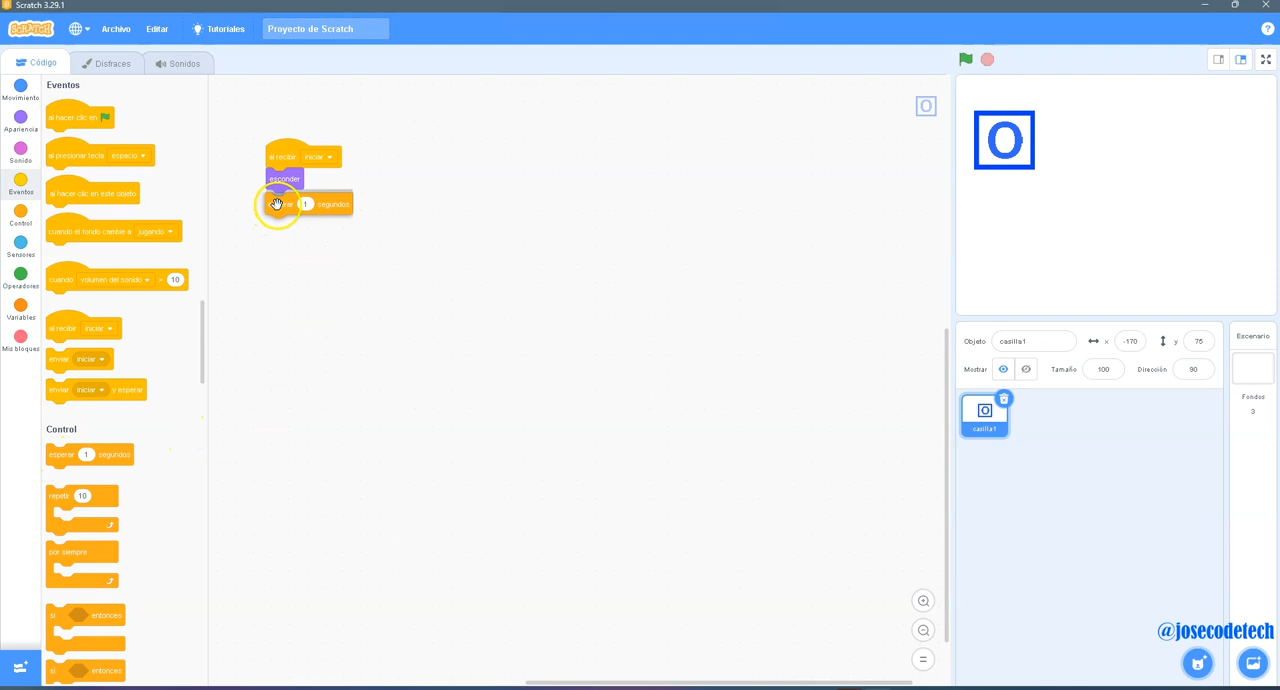 Scratch 3.29.1
SCRATCH
Archivo
Editar
Tutoriales
Proyecto de Scratch
?
Código
Disfraces
Sonidos
Movimiento
Apariencia
Sonido
Eventos
Control
Sensores
Operadores
Variables
Mis bloques
Eventos
al hacer clic en
al presionar tecla espacio
al hacer clic en este objeto
cuando el fondo cambie a jugando
cuando volumen del sonido > 10
al recibir iniciar
enviar iniciar
enviar iniciar y esperar
Control
esperar 1 segundos
repetir 10
por siempre
si entonces
si entonces
al recibir iniciar
esconder
1 segundos
O
O
Objeto casilla1 x -170 y 75
Mostrar Tamaño 100 Dirección 90
O
casilla1
Escenario
Fondos
3
@josecodetech